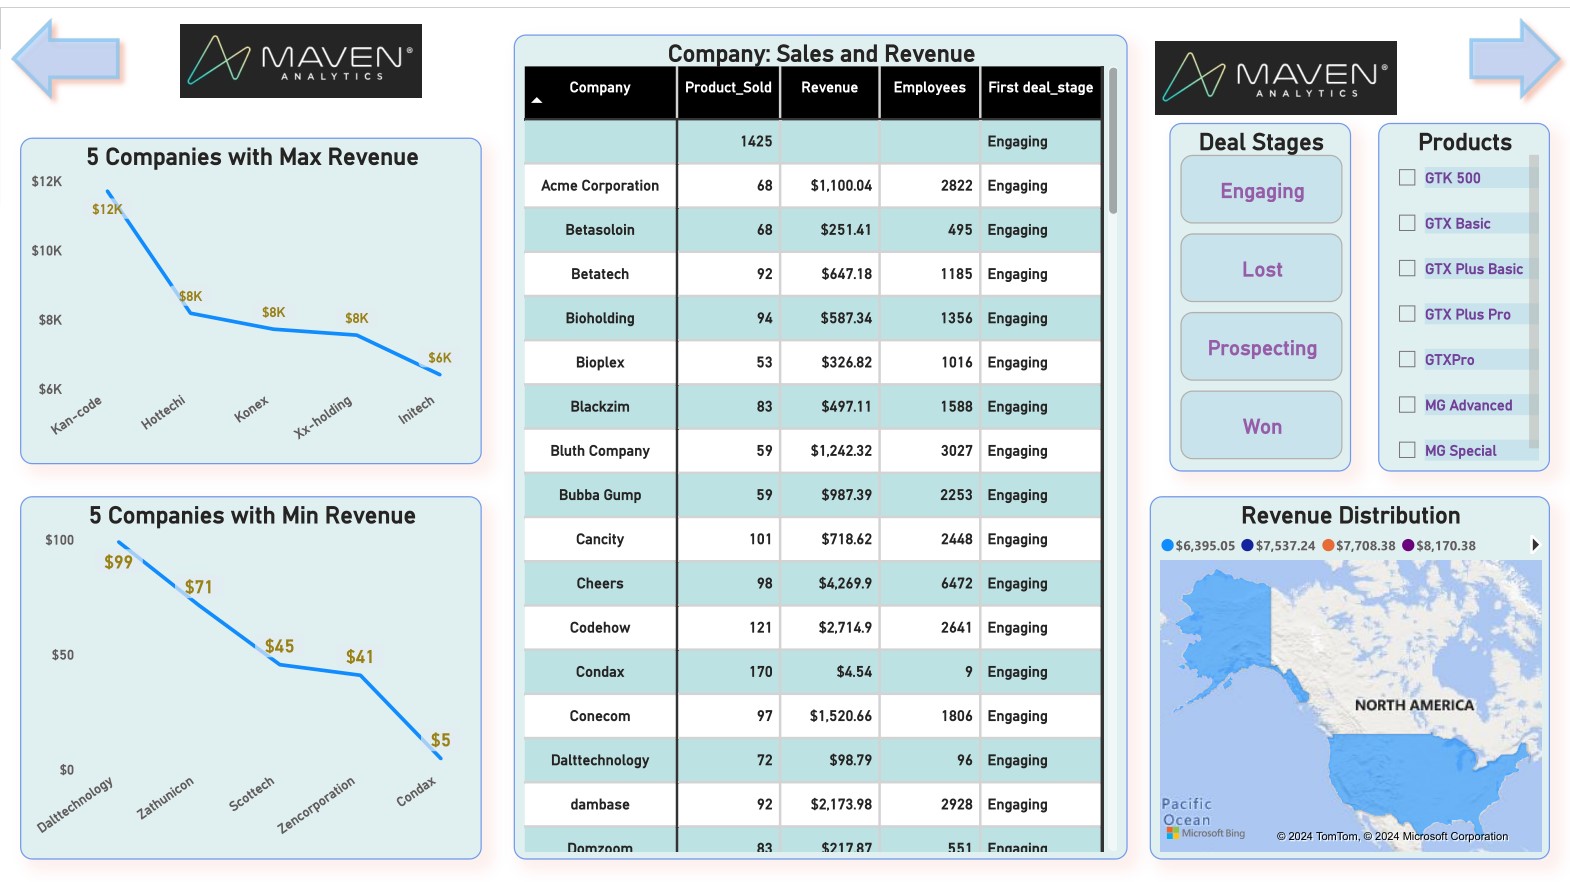 MAVEN®
ANALYTICS
5 Companies with Max Revenue
$12K
$10K
$8K
$6K
$12K
$8K
$8K
$8K
$6K
Kan-code
Hottechi
Konex
Xx-holding
Initech
5 Companies with Min Revenue
$100
$50
$0
$99
$71
$45
$41
$5
Dalttechnology
Zathunicon
Scottech
Zencorporation
Condax
Company: Sales and Revenue
Company Product_Sold Revenue Employees First deal_stage
1425 Engaging
Acme Corporation 68 $1,100.04 2822 Engaging
Betasoloin 68 $251.41 495 Engaging
Betatech 92 $647.18 1185 Engaging
Bioholding 94 $587.34 1356 Engaging
Bioplex 53 $326.82 1016 Engaging
Blackzim 83 $497.11 1588 Engaging
Bluth Company 59 $1,242.32 3027 Engaging
Bubba Gump 59 $987.39 2253 Engaging
Cancity 101 $718.62 2448 Engaging
Cheers 98 $4,269.9 6472 Engaging
Codehow 121 $2,714.9 2641 Engaging
Condax 170 $4.54 9 Engaging
Conecom 97 $1,520.66 1806 Engaging
Dalttechnology 72 $98.79 96 Engaging
dambase 92 $2,173.98 2928 Engaging
Domzoom 83 $217.87 551 Engaging
MAVEN®
ANALYTICS
Deal Stages
Engaging
Lost
Prospecting
Won
Products
GTK 500
GTX Basic
GTX Plus Basic
GTX Plus Pro
GTXPro
MG Advanced
MG Special
Revenue Distribution
$6,395.05 $7,537.24 $7,708.38 $8,170.38
NORTH AMERICA
Pacific
Ocean
Microsoft Bing
© 2024 TomTom, © 2024 Microsoft Corporation